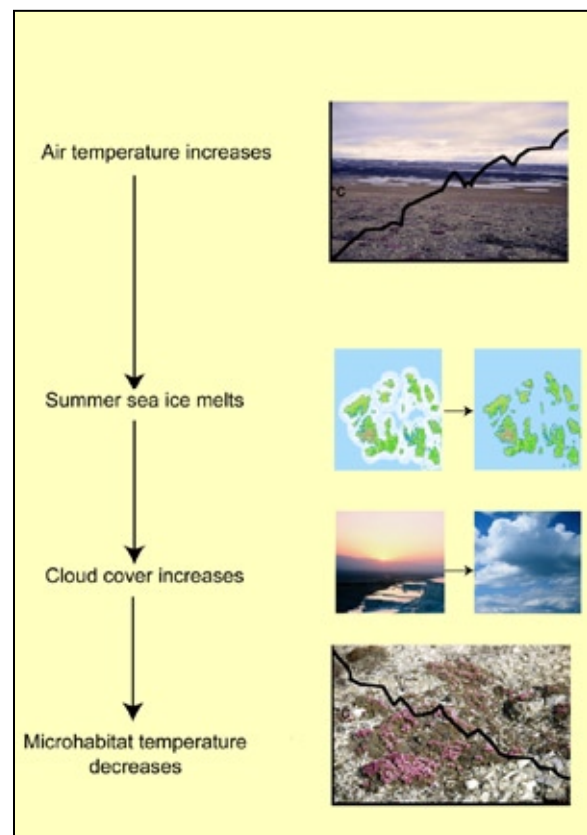 Air temperature increases
°C
Summer sea ice melts
Cloud cover increases
°C
Microhabitat temperature
decreases